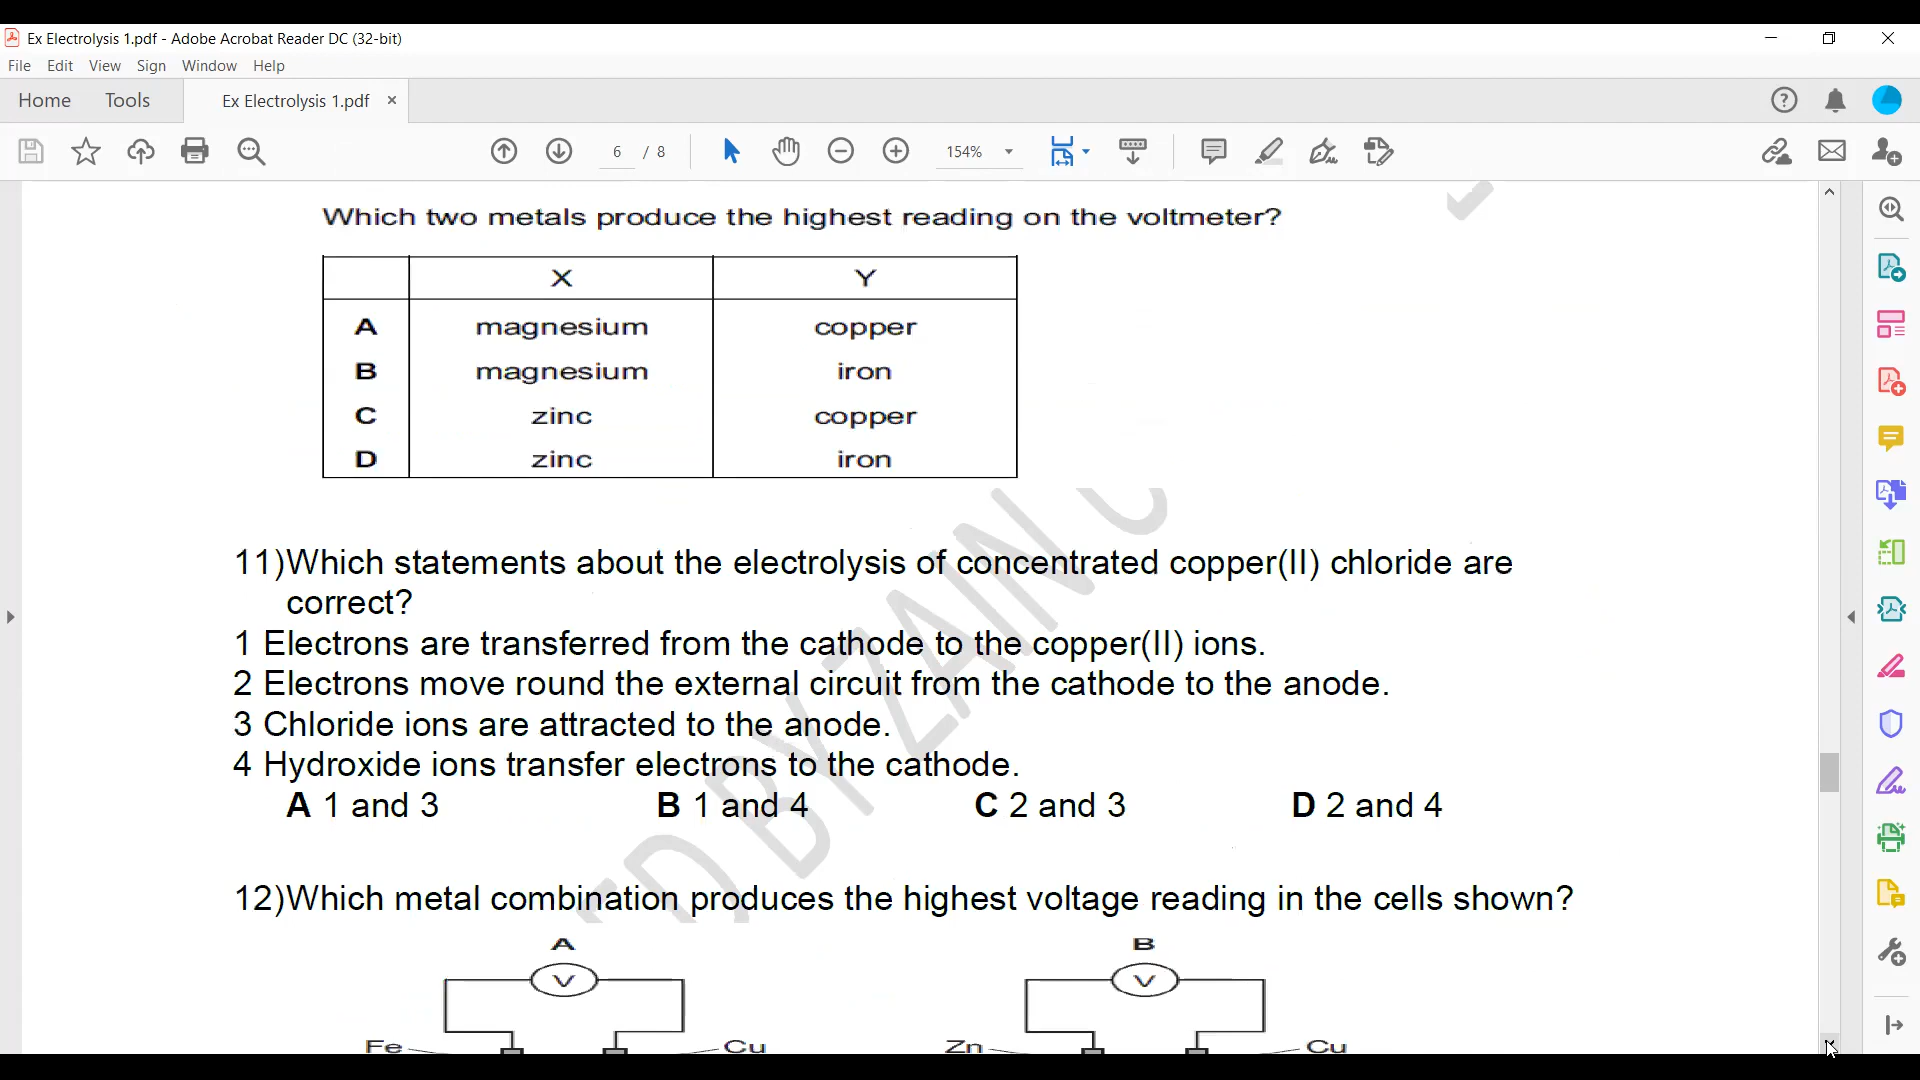 Ex Electrolysis 1.pdf - Adobe Acrobat Reader DC (32-bit)
File Edit View Sign Window Help
Home Tools Ex Electrolysis 1.pdf ×
6 / 8 154%
Which two metals produce the highest reading on the voltmeter?
X Y
A magnesium copper
B magnesium iron
C zinc copper
D zinc iron
11)Which statements about the electrolysis of concentrated copper(II) chloride are
correct?
1 Electrons are transferred from the cathode to the copper(II) ions.
2 Electrons move round the external circuit from the cathode to the anode.
3 Chloride ions are attracted to the anode.
4 Hydroxide ions transfer electrons to the cathode.
A 1 and 3 B 1 and 4 C 2 and 3 D 2 and 4
12)Which metal combination produces the highest voltage reading in the cells shown?
A B
V V
Fe Cu Zn Cu
BY ZAIN